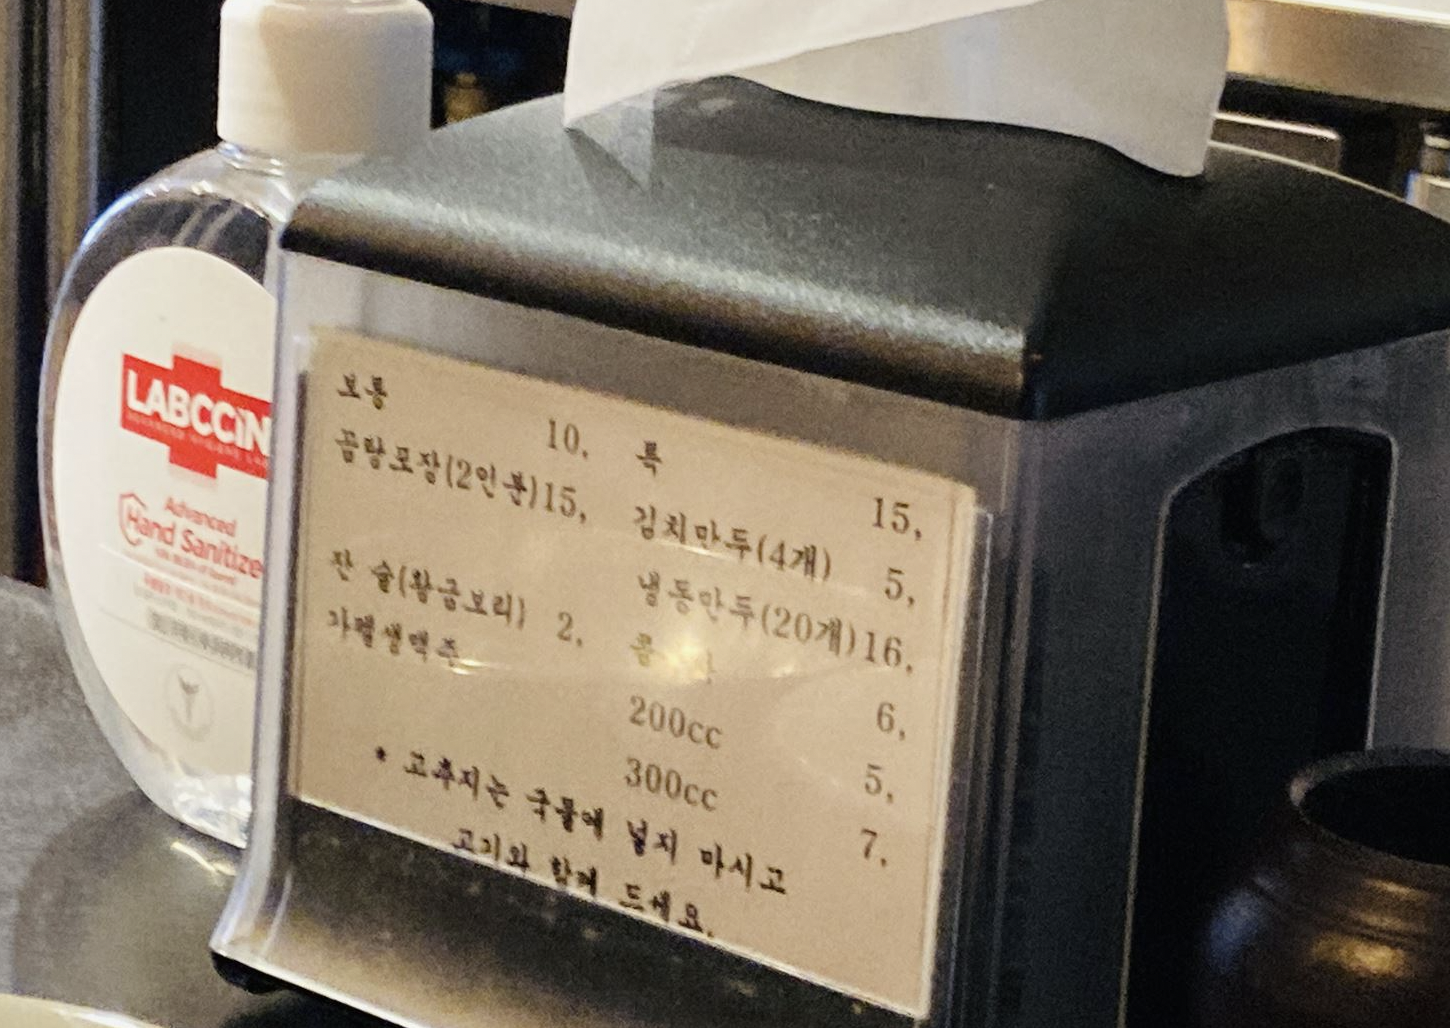 LABCCiN
Advanced
Hand Sanitize
보통 10,
곰탕포장(2인분) 15,
잔 술(황금보리) 2,
가펠생맥주
특 15,
김치만두(4개) 5,
냉동만두(20개) 16,
6,
200cc 5,
300cc 7,
* 고추지는 국물에 넣지 마시고
고기와 함께 드세요.